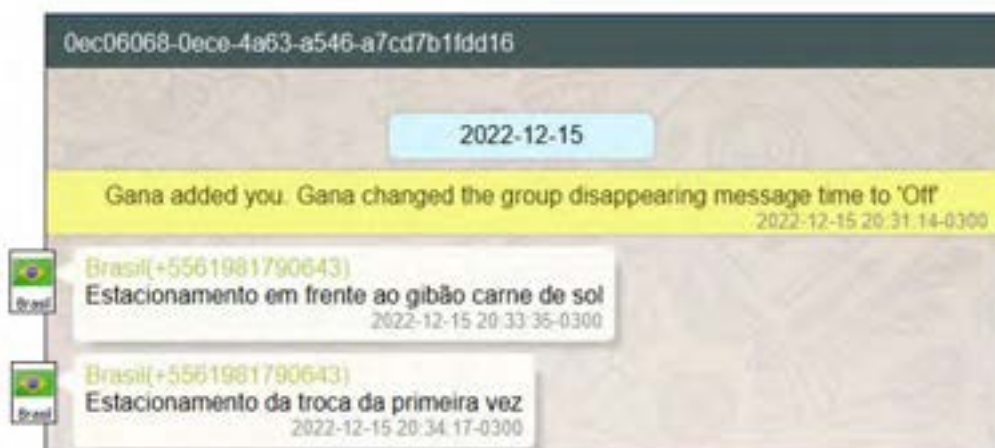 0ec06068-0ece-4a63-a546-a7cd7b1fdd16
2022-12-15
Gana added you. Gana changed the group disappearing message time to 'Off'
2022-12-15 20:31:14-0300
Brasil(+5561981790643)
Estacionamento em frente ao gibão carne de sol
2022-12-15 20:33:35-0300
Brasil
Brasil(+5561981790643)
Estacionamento da troca da primeira vez
2022-12-15 20:34:17-0300
Brasil